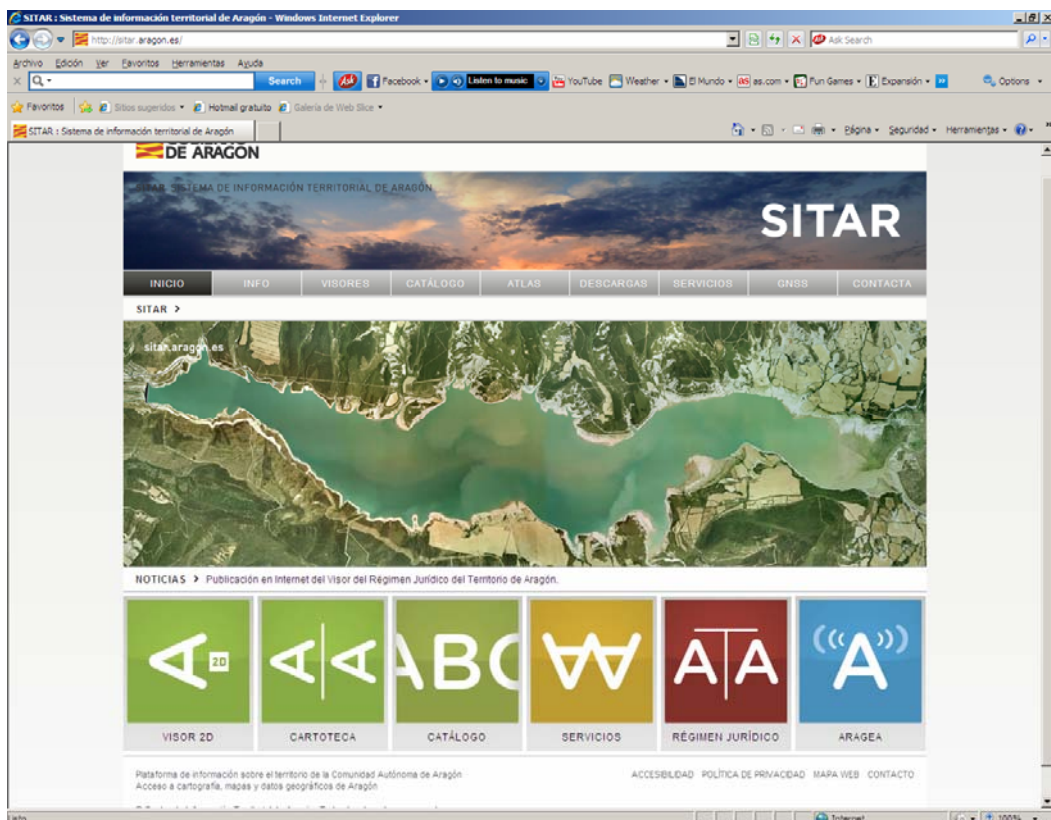 SITAR : Sistema de información territorial de Aragón - Windows Internet Explorer
http://sitar.aragon.es/
Ask Search
Archivo Edición Ver Favoritos Herramientas Ayuda
Search Facebook Listen to music YouTube Weather El Mundo as.com Fun Games Expansión Options
Favoritos Sitios sugeridos Hotmail gratuito Galería de Web Slice
SITAR : Sistema de información territorial de Aragón
Página Seguridad Herramientas
DE ARAGON
SITAR. SISTEMA DE INFORMACIÓN TERRITORIAL DE ARAGÓN
SITAR
INICIO INFO VISORES CATÁLOGO ATLAS DESCARGAS SERVICIOS GNSS CONTACTA
SITAR >
sitar.aragon.es
NOTICIAS > Publicación en Internet del Visor del Régimen Jurídico del Territorio de Aragón.
A 2D A A ABC A A A A
VISOR 2D CARTOTECA CATÁLOGO SERVICIOS RÉGIMEN JURÍDICO ARAGEA
Plataforma de información sobre el territorio de la Comunidad Autónoma de Aragón
Acceso a cartografía, mapas y datos geográficos de Aragón
ACCESIBILIDAD POLÍTICA DE PRIVACIDAD MAPA WEB CONTACTO
Listo Internet 100%